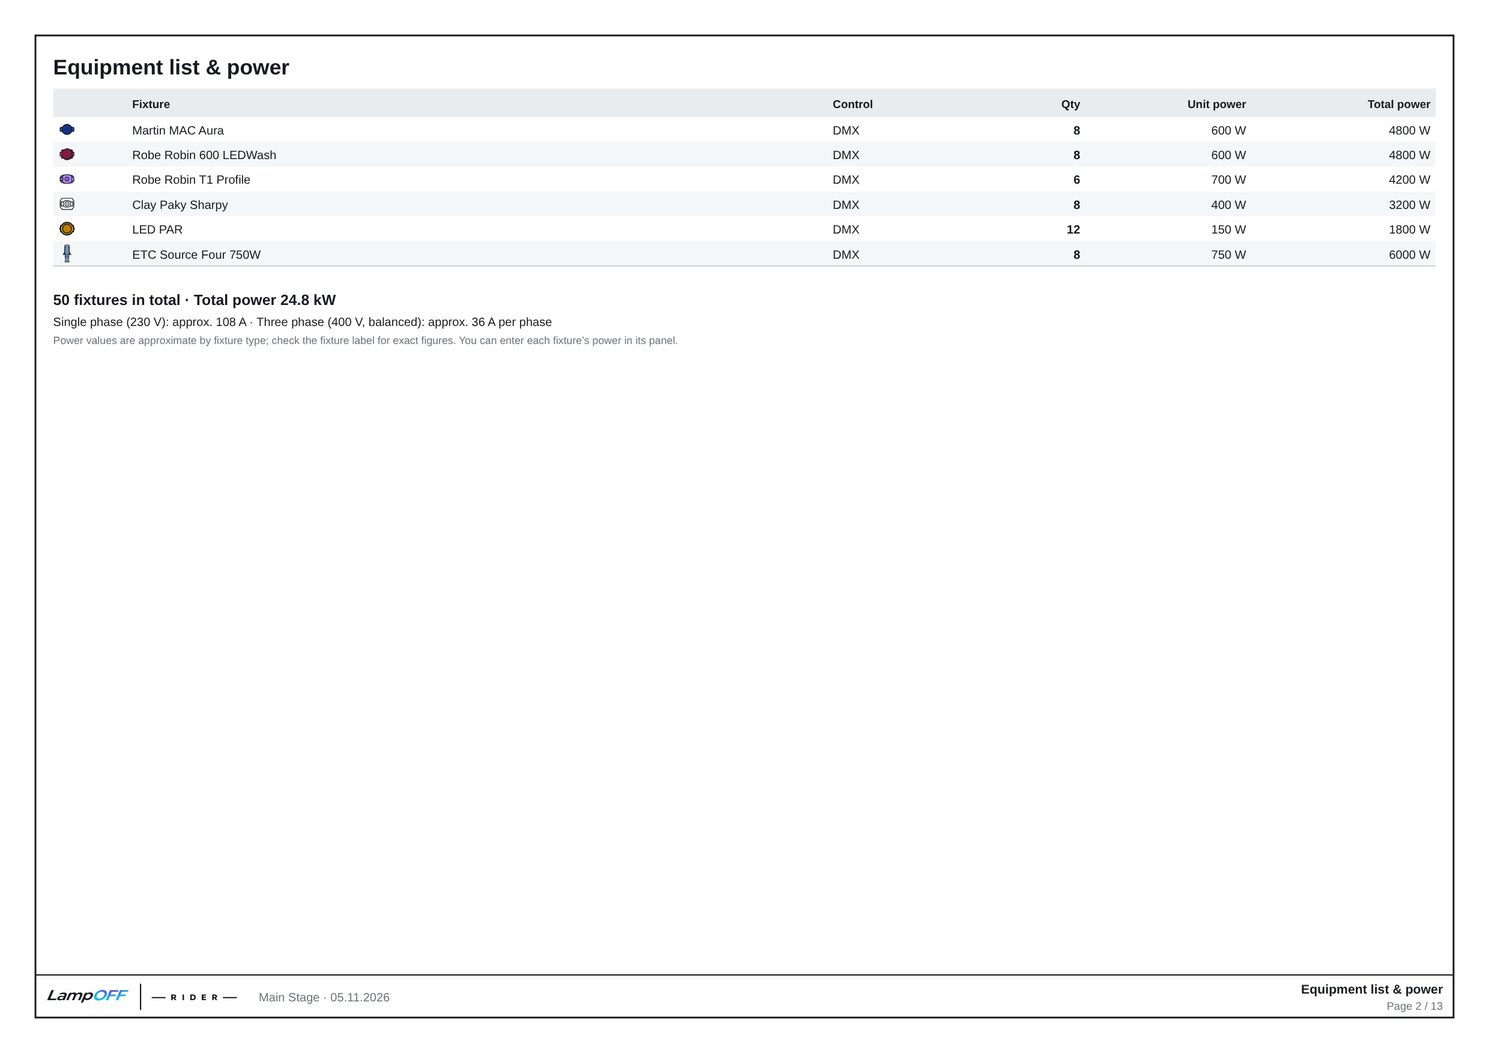 Equipment list & power
Fixture Control Qty Unit power Total power
Martin MAC Aura DMX 8 600 W 4800 W
Robe Robin 600 LEDWash DMX 8 600 W 4800 W
Robe Robin T1 Profile DMX 6 700 W 4200 W
Clay Paky Sharpy DMX 8 400 W 3200 W
LED PAR DMX 12 150 W 1800 W
ETC Source Four 750W DMX 8 750 W 6000 W
50 fixtures in total · Total power 24.8 kW
Single phase (230 V): approx. 108 A · Three phase (400 V, balanced): approx. 36 A per phase
Power values are approximate by fixture type; check the fixture label for exact figures. You can enter each fixture's power in its panel.
LampOFF — RIDER — Main Stage · 05.11.2026
Equipment list & power
Page 2 / 13